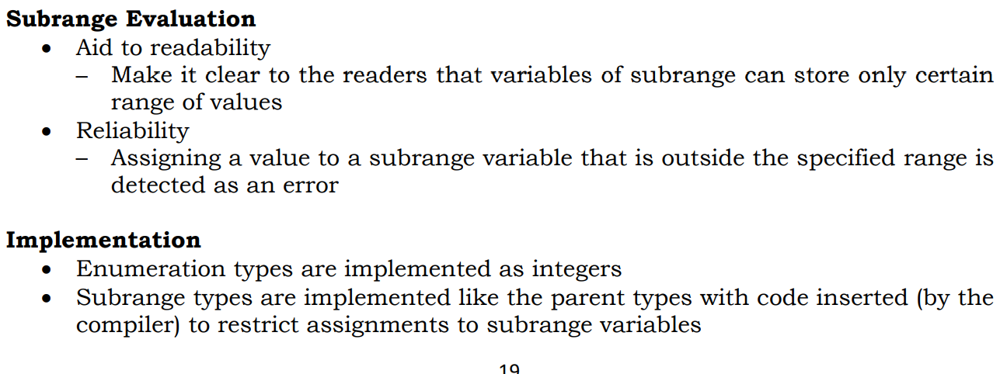 Subrange Evaluation
• Aid to readability
– Make it clear to the readers that variables of subrange can store only certain
range of values
• Reliability
– Assigning a value to a subrange variable that is outside the specified range is
detected as an error
Implementation
• Enumeration types are implemented as integers
• Subrange types are implemented like the parent types with code inserted (by the
compiler) to restrict assignments to subrange variables
19